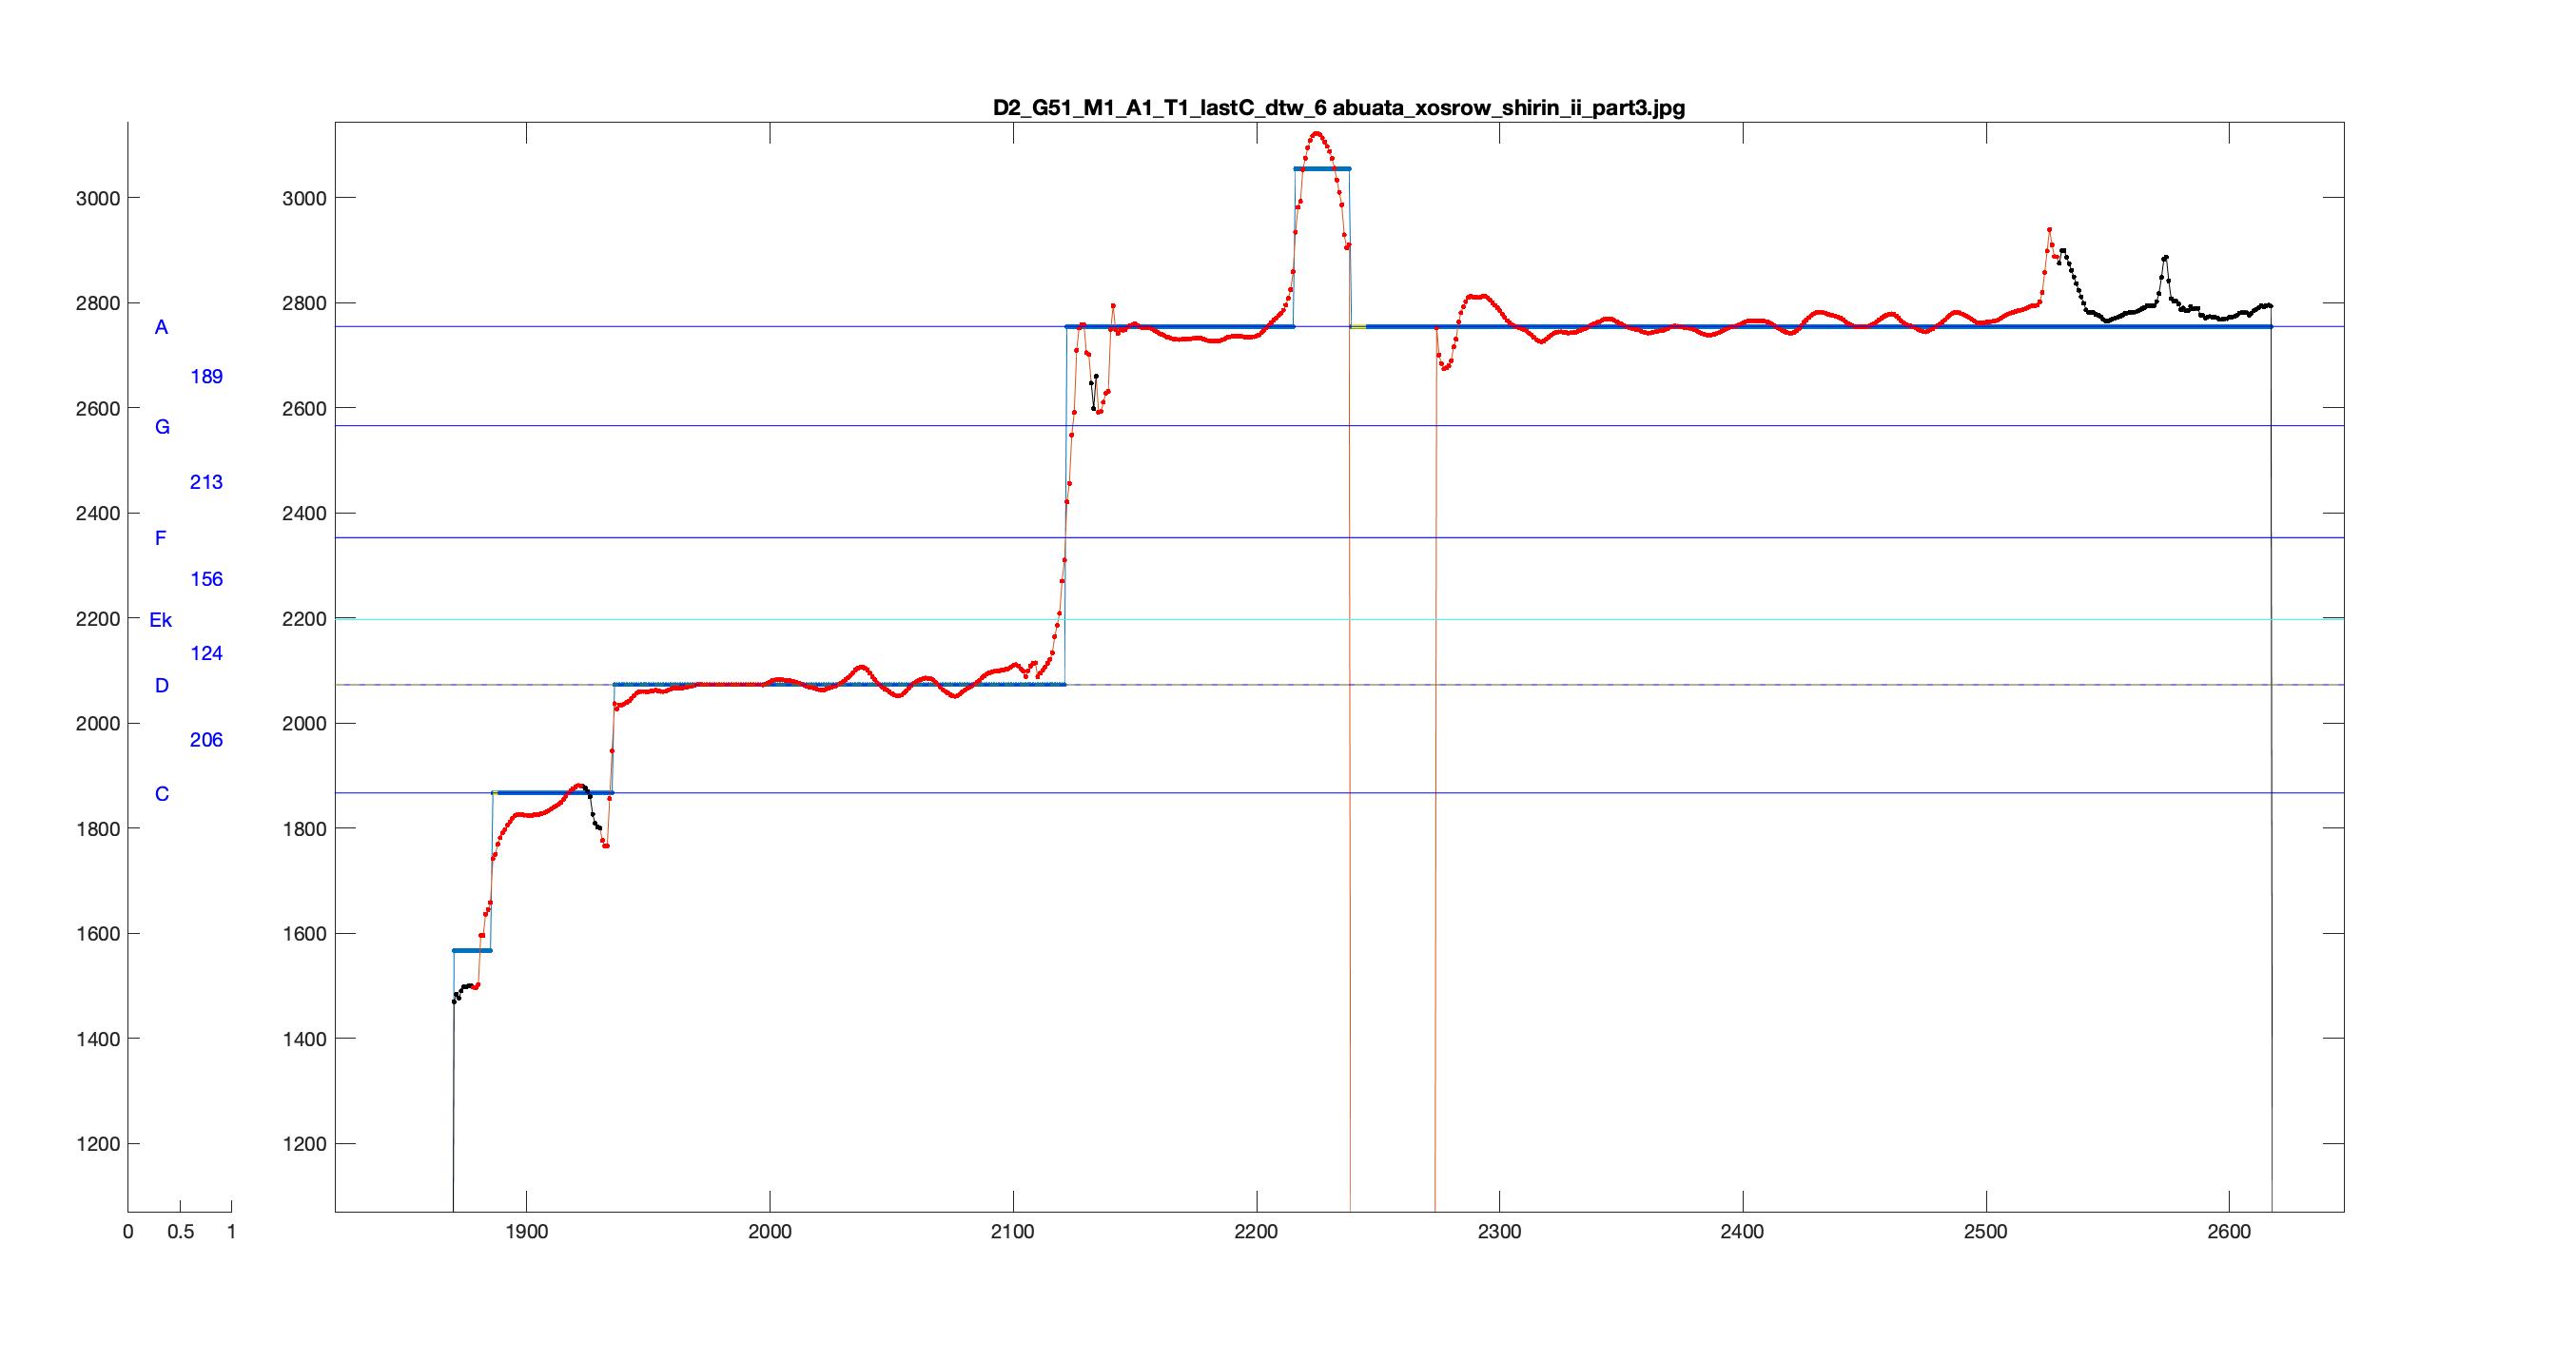 D2_G51_M1_A1_T1_lastC_dtw_6 abuata_xosrow_shirin_ii_part3.jpg
3000 3000
2800 2800
A
189
2600 2600
G
213
2400 2400
F
156
2200 Ek 2200
124
D
2000 2000
206
C
1800 1800
1600 1600
1400 1400
1200 1200
0 0.5 1 1900 2000 2100 2200 2300 2400 2500 2600